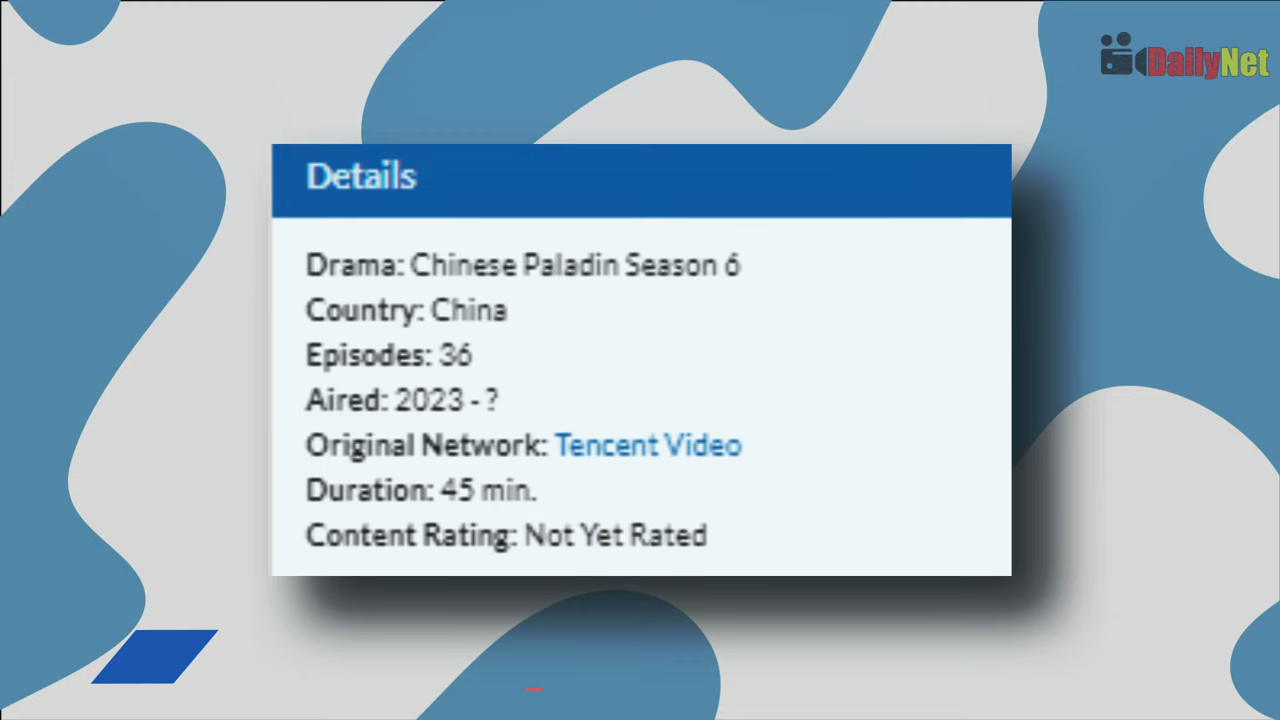 DailyNet
Details
Drama: Chinese Paladin Season 6
Country: China
Episodes: 36
Aired: 2023 - ?
Original Network: Tencent Video
Duration: 45 min.
Content Rating: Not Yet Rated